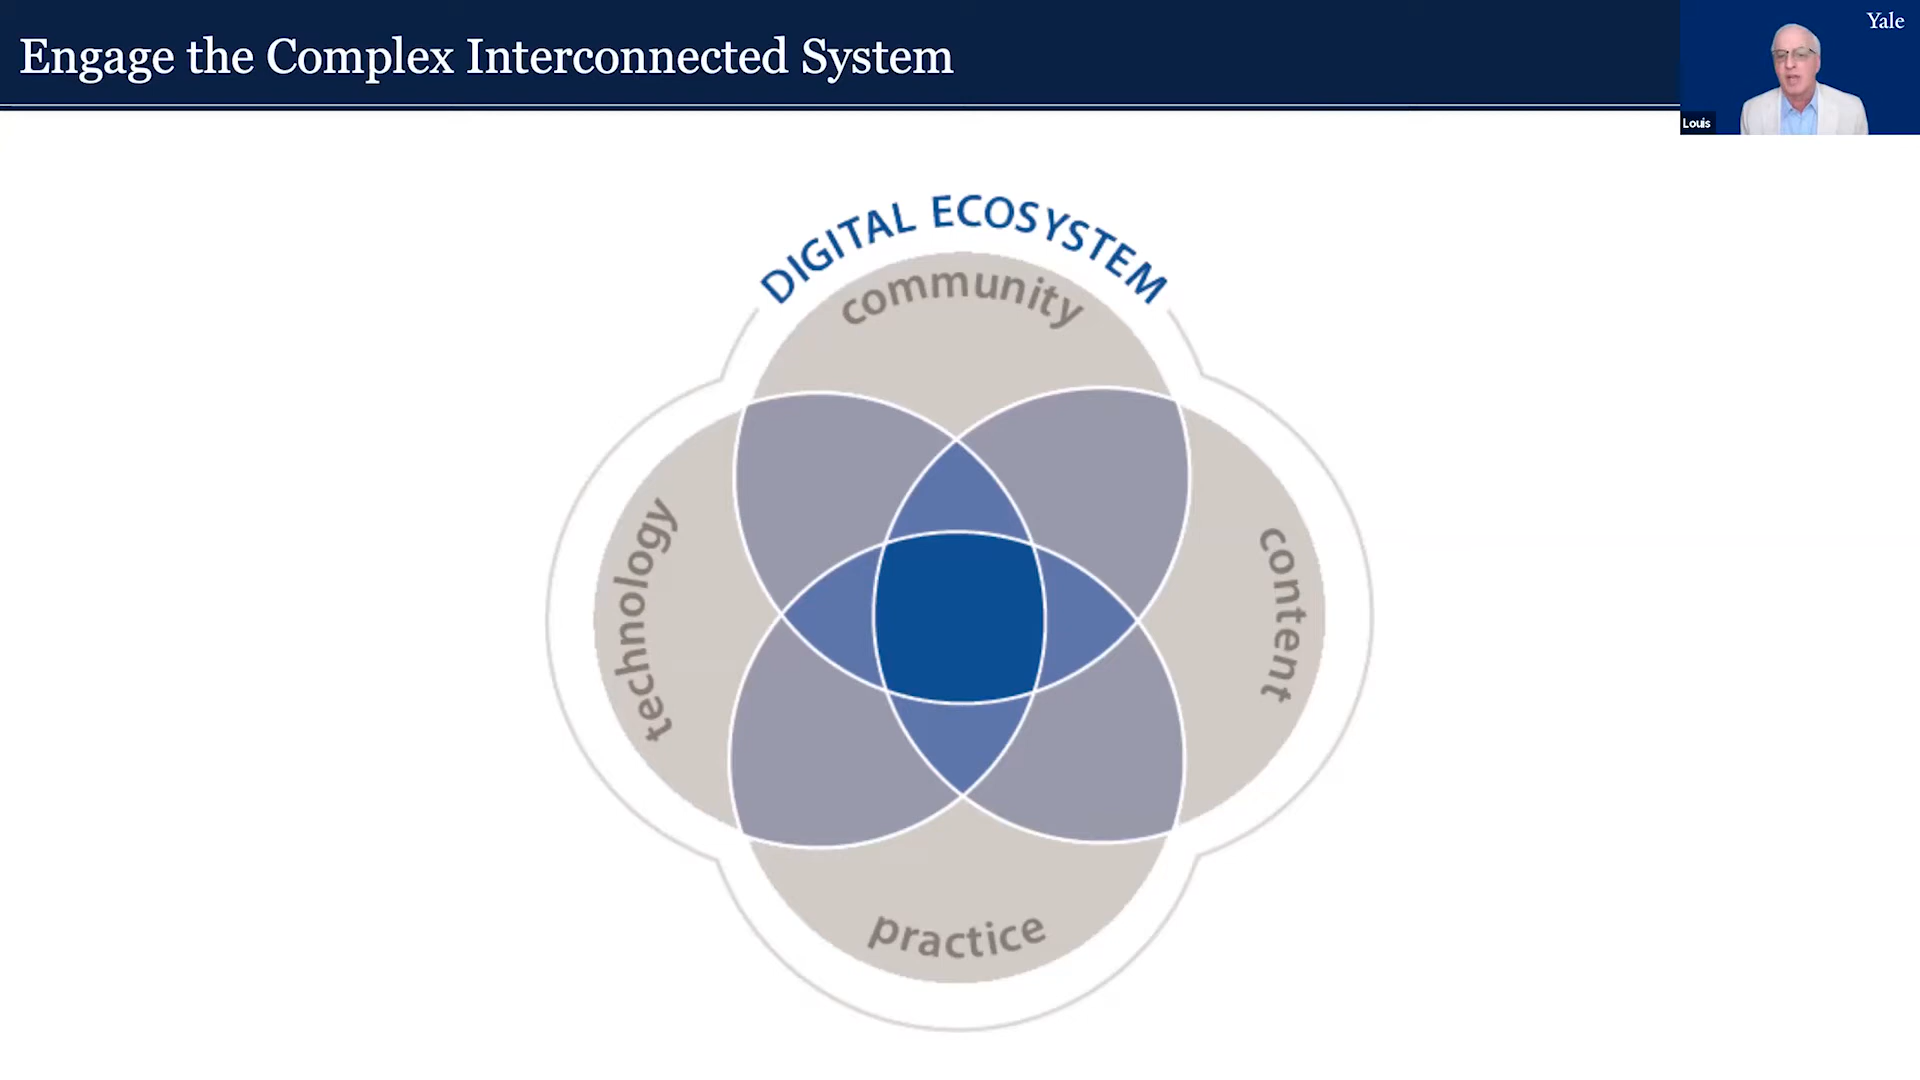 Engage the Complex Interconnected System
Yale
Louis
DIGITAL ECOSYSTEM
community
technology
content
practice